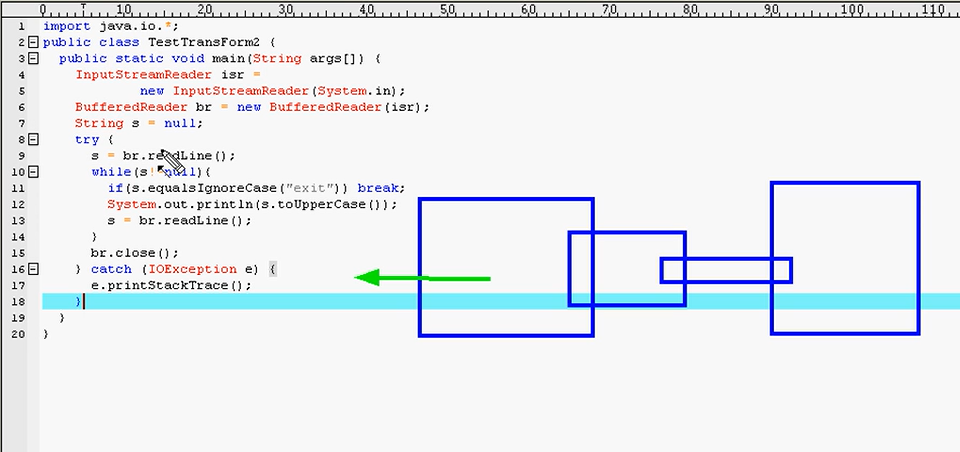 0 10 20 30 40 50 60 70 80 90 100 110
1 import java.io.*;
2 public class TestTransForm2 {
3 public static void main(String args[]) {
4 InputStreamReader isr =
5 new InputStreamReader(System.in);
6 BufferedReader br = new BufferedReader(isr);
7 String s = null;
8 try {
9 s = br.readLine();
10 while(s!=null){
11 if(s.equalsIgnoreCase("exit")) break;
12 System.out.println(s.toUpperCase());
13 s = br.readLine();
14 }
15 br.close();
16 } catch (IOException e) {
17 e.printStackTrace();
18 }
19 }
20 }